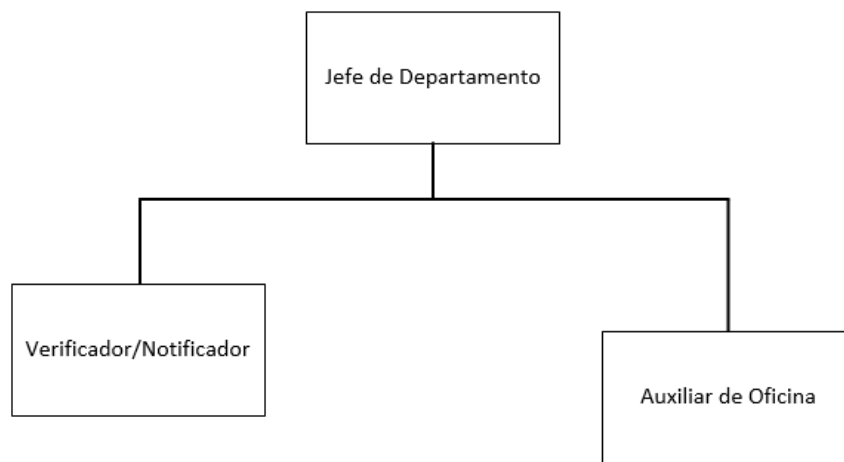 Jefe de Departamento
Verificador/Notificador
Auxiliar de Oficina